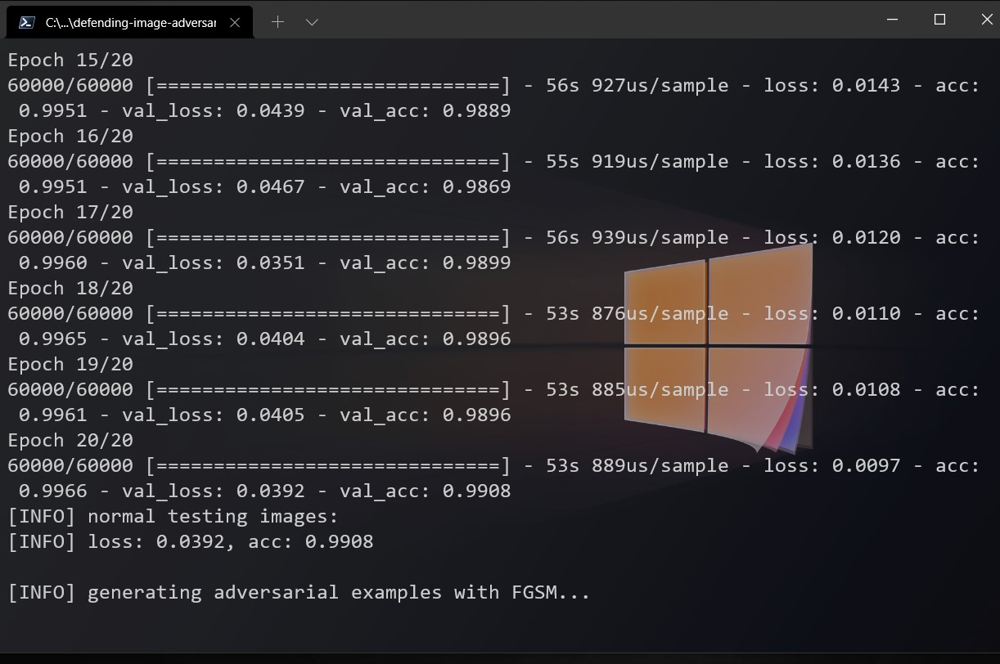 C:\...\defending-image-adversar
Epoch 15/20
60000/60000 [==============================] - 56s 927us/sample - loss: 0.0143 - acc:
0.9951 - val_loss: 0.0439 - val_acc: 0.9889
Epoch 16/20
60000/60000 [==============================] - 55s 919us/sample - loss: 0.0136 - acc:
0.9951 - val_loss: 0.0467 - val_acc: 0.9869
Epoch 17/20
60000/60000 [==============================] - 56s 939us/sample - loss: 0.0120 - acc:
0.9960 - val_loss: 0.0351 - val_acc: 0.9899
Epoch 18/20
60000/60000 [==============================] - 53s 876us/sample - loss: 0.0110 - acc:
0.9965 - val_loss: 0.0404 - val_acc: 0.9896
Epoch 19/20
60000/60000 [==============================] - 53s 885us/sample - loss: 0.0108 - acc:
0.9961 - val_loss: 0.0405 - val_acc: 0.9896
Epoch 20/20
60000/60000 [==============================] - 53s 889us/sample - loss: 0.0097 - acc:
0.9966 - val_loss: 0.0392 - val_acc: 0.9908
[INFO] normal testing images:
[INFO] loss: 0.0392, acc: 0.9908
[INFO] generating adversarial examples with FGSM...